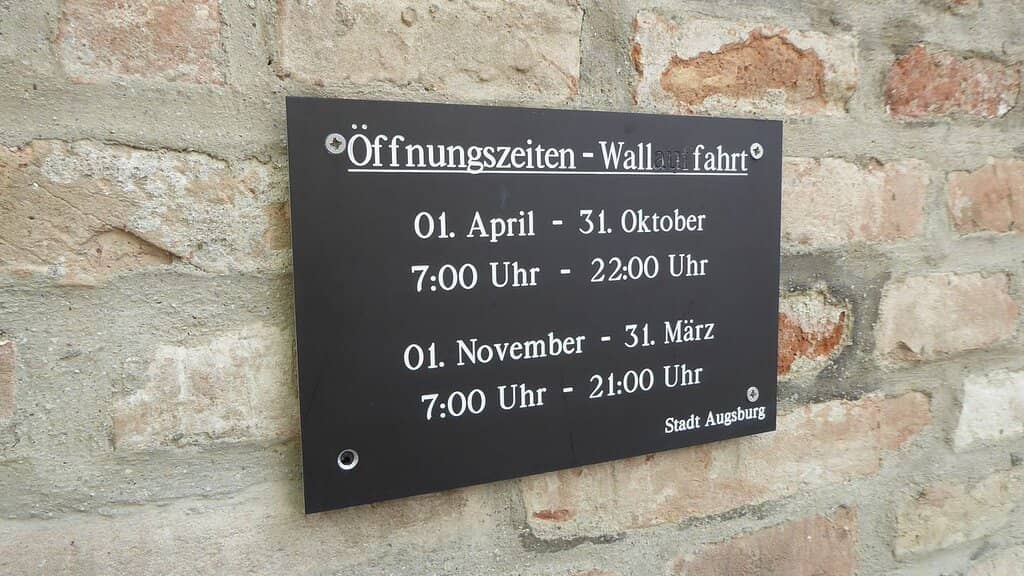 Öffnungszeiten - Wallauffahrt
01. April - 31. Oktober
7:00 Uhr - 22:00 Uhr
01. November - 31. März
7:00 Uhr - 21:00 Uhr
Stadt Augsburg